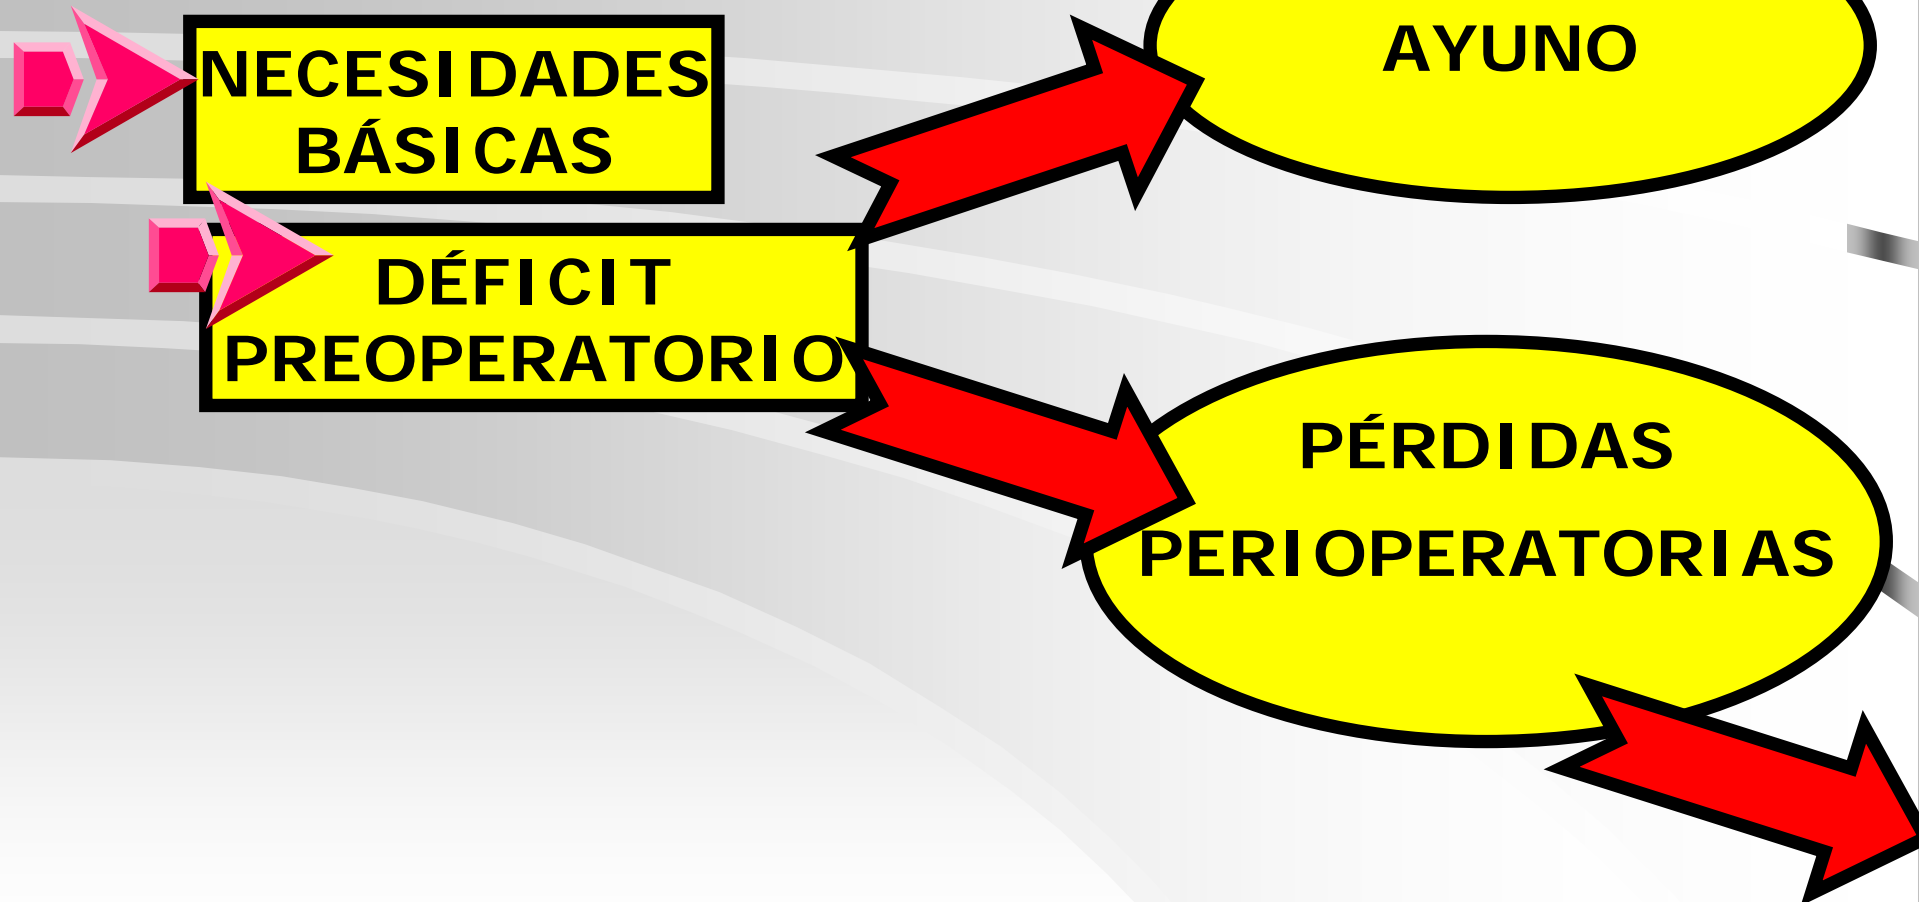 NECESIDADES
BÁSICAS
DÉFICIT
PREOPERATORIO
AYUNO
PÉRDIDAS
PERIOPERATORIAS